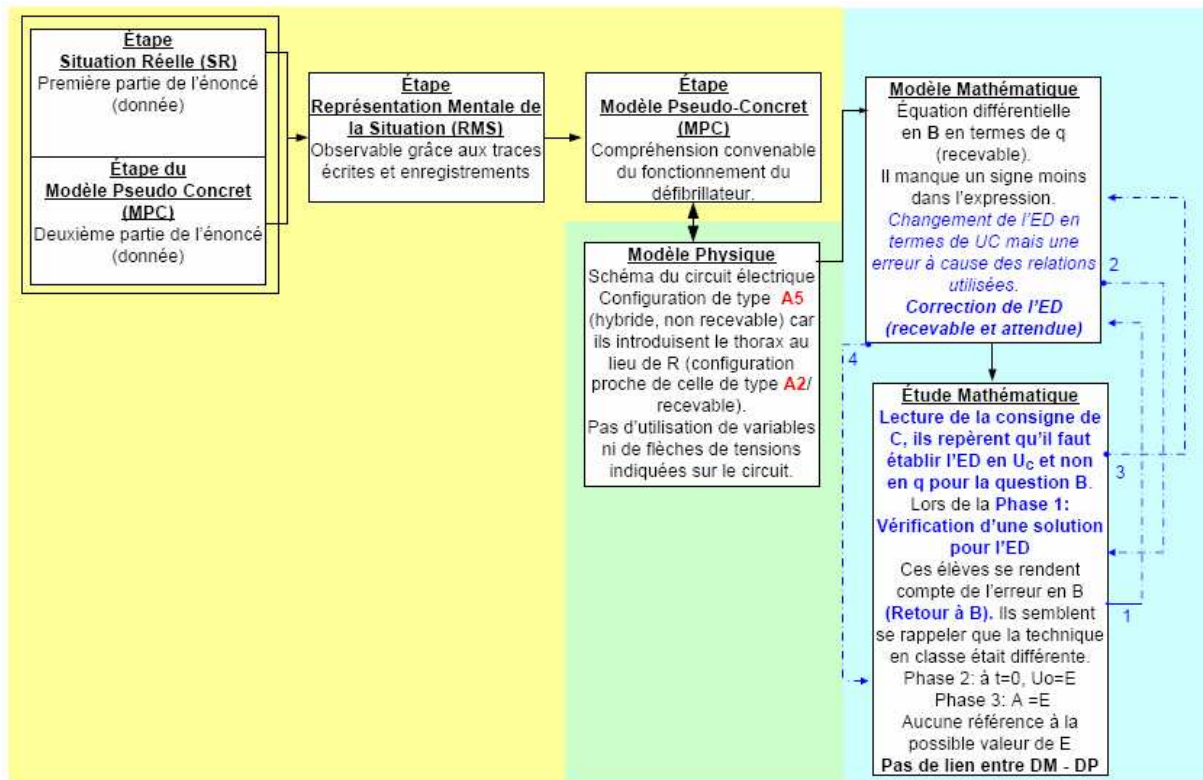 Étape
Situation Réelle (SR)
Première partie de l'énoncé
(donnée)
Étape du
Modèle Pseudo Concret
(MPC)
Deuxième partie de l'énoncé
(donnée)
Étape
Représentation Mentale de
la Situation (RMS)
Observable grâce aux traces
écrites et enregistrements
Étape
Modèle Pseudo-Concret
(MPC)
Compréhension convenable
du fonctionnement du
défibrillateur.
Modèle Physique
Schéma du circuit électrique
Configuration de type A5
(hybride, non recevable) car
ils introduisent le thorax au
lieu de R (configuration
proche de celle de type A2/
recevable).
Pas d'utilisation de variables
ni de flèches de tensions
indiquées sur le circuit.
Modèle Mathématique
Équation différentielle
en B en termes de q
(recevable).
Il manque un signe moins
dans l'expression.
Changement de l'ED en
termes de UC mais une
erreur à cause des relations
utilisées.
Correction de l'ED
(recevable et attendue)
2
4
Étude Mathématique
Lecture de la consigne de
C, ils repèrent qu'il faut
établir l'ED en UC et non
en q pour la question B.
Lors de la Phase 1:
Vérification d'une solution
pour l'ED
Ces élèves se rendent
compte de l'erreur en B
(Retour à B). Ils semblent
se rappeler que la technique
en classe était différente.
Phase 2: à t=0, Uo=E
Phase 3: A =E
Aucune référence à la
possible valeur de E
Pas de lien entre DM - DP
3
1